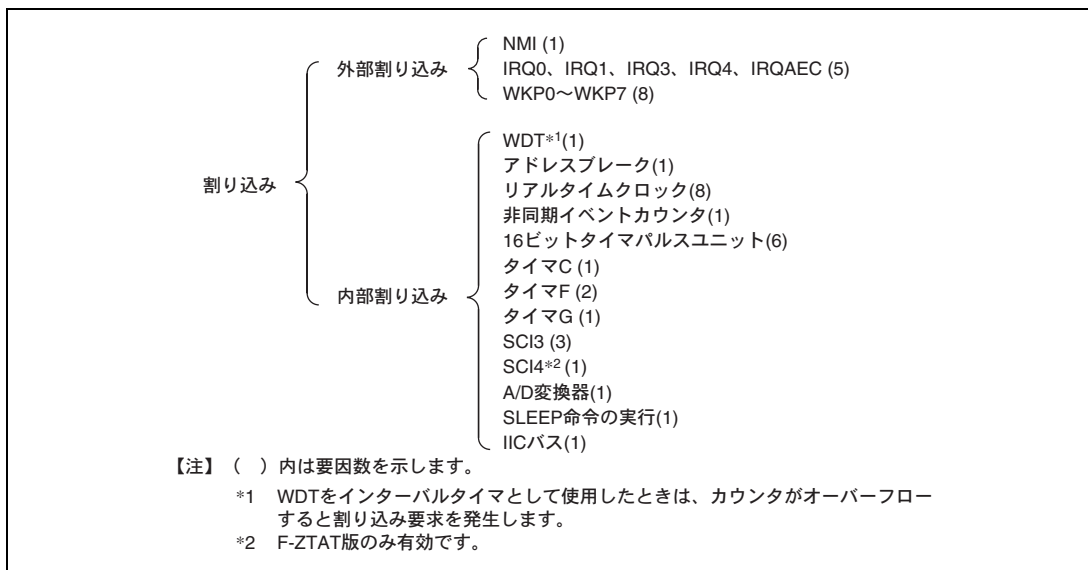 NMI (1)
外部割り込み
IRQ0、IRQ1、IRQ3、IRQ4、IRQAEC (5)
WKP0～WKP7 (8)
割り込み
WDT*1(1)
アドレスブレーク(1)
リアルタイムクロック(8)
非同期イベントカウンタ(1)
16ビットタイマパルスユニット(6)
タイマC (1)
内部割り込み
タイマF (2)
タイマG (1)
SCI3 (3)
SCI4*2 (1)
A/D変換器(1)
SLEEP命令の実行(1)
IICバス(1)
【注】（　）内は要因数を示します。
*1　WDTをインターバルタイマとして使用したときは、カウンタがオーバーフロー
すると割り込み要求を発生します。
*2　F-ZTAT版のみ有効です。